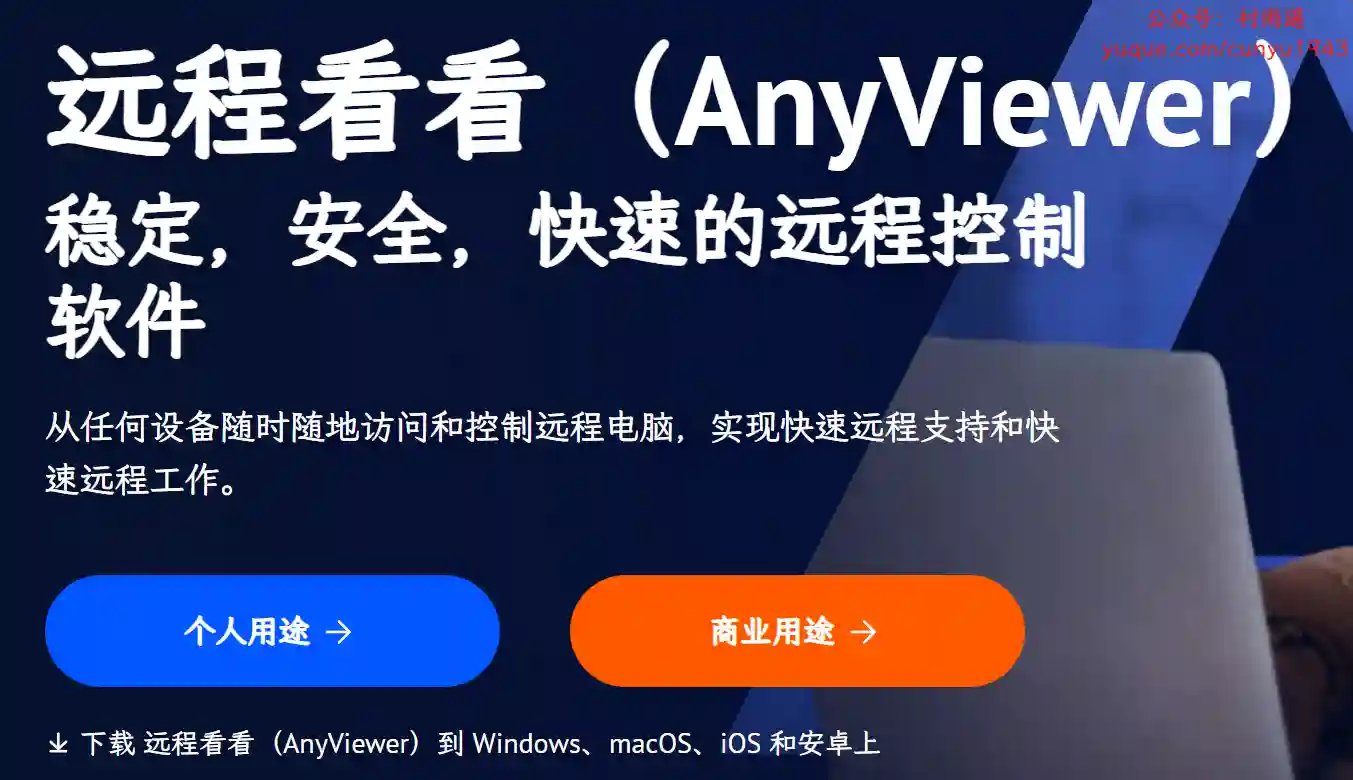 公众号：村雨遥
yuque.com/cunyu1943
远程看看（AnyViewer）
稳定，安全，快速的远程控制
软件
从任何设备随时随地访问和控制远程电脑，实现快速远程支持和快
速远程工作。
个人用途 →
商业用途 →
下载 远程看看（AnyViewer）到 Windows、macOS、iOS 和安卓上